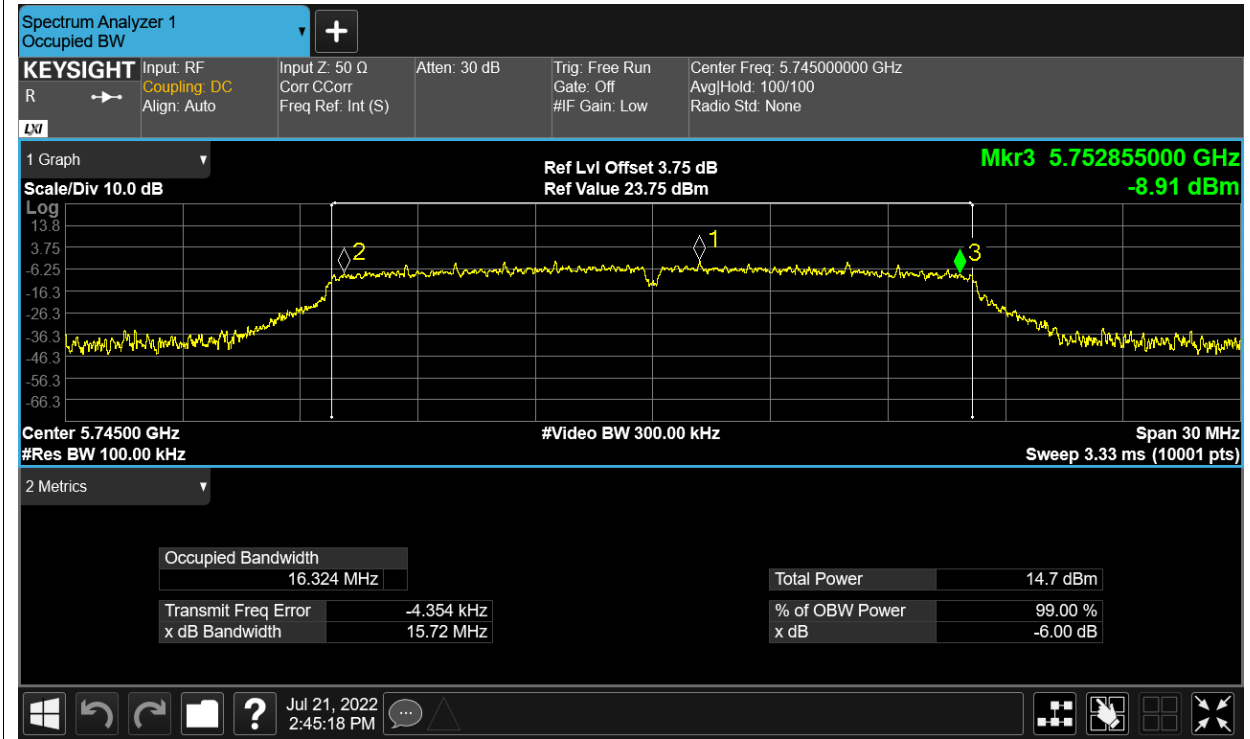 Spectrum Analyzer 1
Occupied BW
KEYSIGHT
R
LXI
Input: RF
Coupling: DC
Align: Auto
Input Z: 50 Ω
Corr CCorr
Freq Ref: Int (S)
Atten: 30 dB
Trig: Free Run
Gate: Off
#IF Gain: Low
Center Freq: 5.745000000 GHz
Avg|Hold: 100/100
Radio Std: None
1 Graph
Scale/Div 10.0 dB
Ref Lvl Offset 3.75 dB
Ref Value 23.75 dBm
Mkr3 5.752855000 GHz
-8.91 dBm
Log
13.8
3.75
-6.25
-16.3
-26.3
-36.3
-46.3
-56.3
-66.3
2
1
3
Center 5.74500 GHz
#Res BW 100.00 kHz
#Video BW 300.00 kHz
Span 30 MHz
Sweep 3.33 ms (10001 pts)
2 Metrics
Occupied Bandwidth
16.324 MHz
Transmit Freq Error -4.354 kHz
x dB Bandwidth 15.72 MHz
Total Power 14.7 dBm
% of OBW Power 99.00 %
x dB -6.00 dB
?
Jul 21, 2022
2:45:18 PM